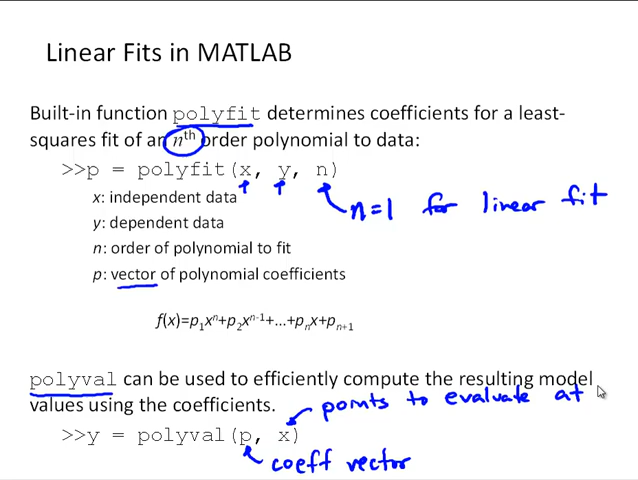 Linear Fits in MATLAB
Built-in function polyfit determines coefficients for a least-
squares fit of an nth order polynomial to data:
>>p = polyfit(x, y, n)
x: independent data
n=1 for linear fit
y: dependent data
n: order of polynomial to fit
p: vector of polynomial coefficients
f(x)=p1x^n+p2x^n-1+...+pnx+pn+1
polyval can be used to efficiently compute the resulting model
values using the coefficients.
points to evaluate at
>>y = polyval(p, x)
coeff vector